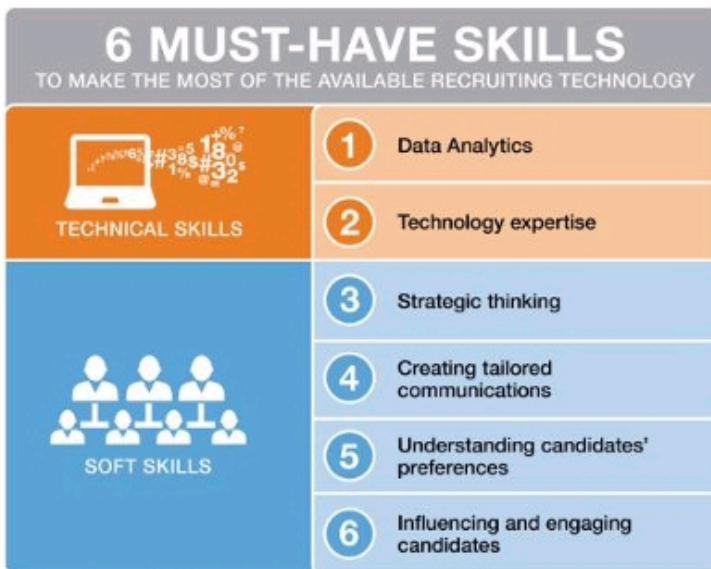 6 MUST-HAVE SKILLS
TO MAKE THE MOST OF THE AVAILABLE RECRUITING TECHNOLOGY
TECHNICAL SKILLS
1 Data Analytics
2 Technology expertise
SOFT SKILLS
3 Strategic thinking
4 Creating tailored
communications
5 Understanding candidates'
preferences
6 Influencing and engaging
candidates